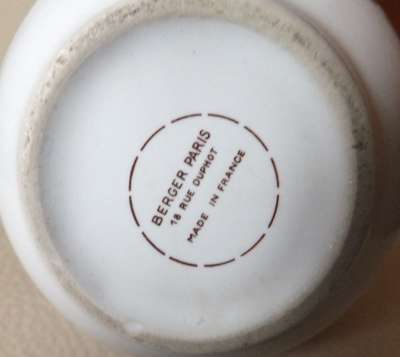 BERGER PARIS
18 RUE DUPHOT
MADE IN FRANCE